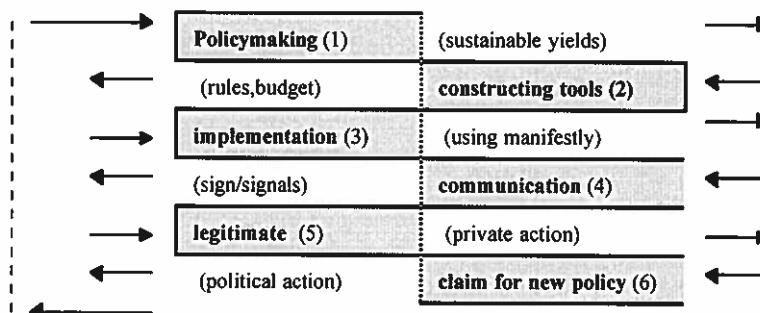 Policymaking (1) (sustainable yields)
(rules,budget) constructing tools (2)
implementation (3) (using manifestly)
(sign/signals) communication (4)
legitimate (5) (private action)
(political action) claim for new policy (6)